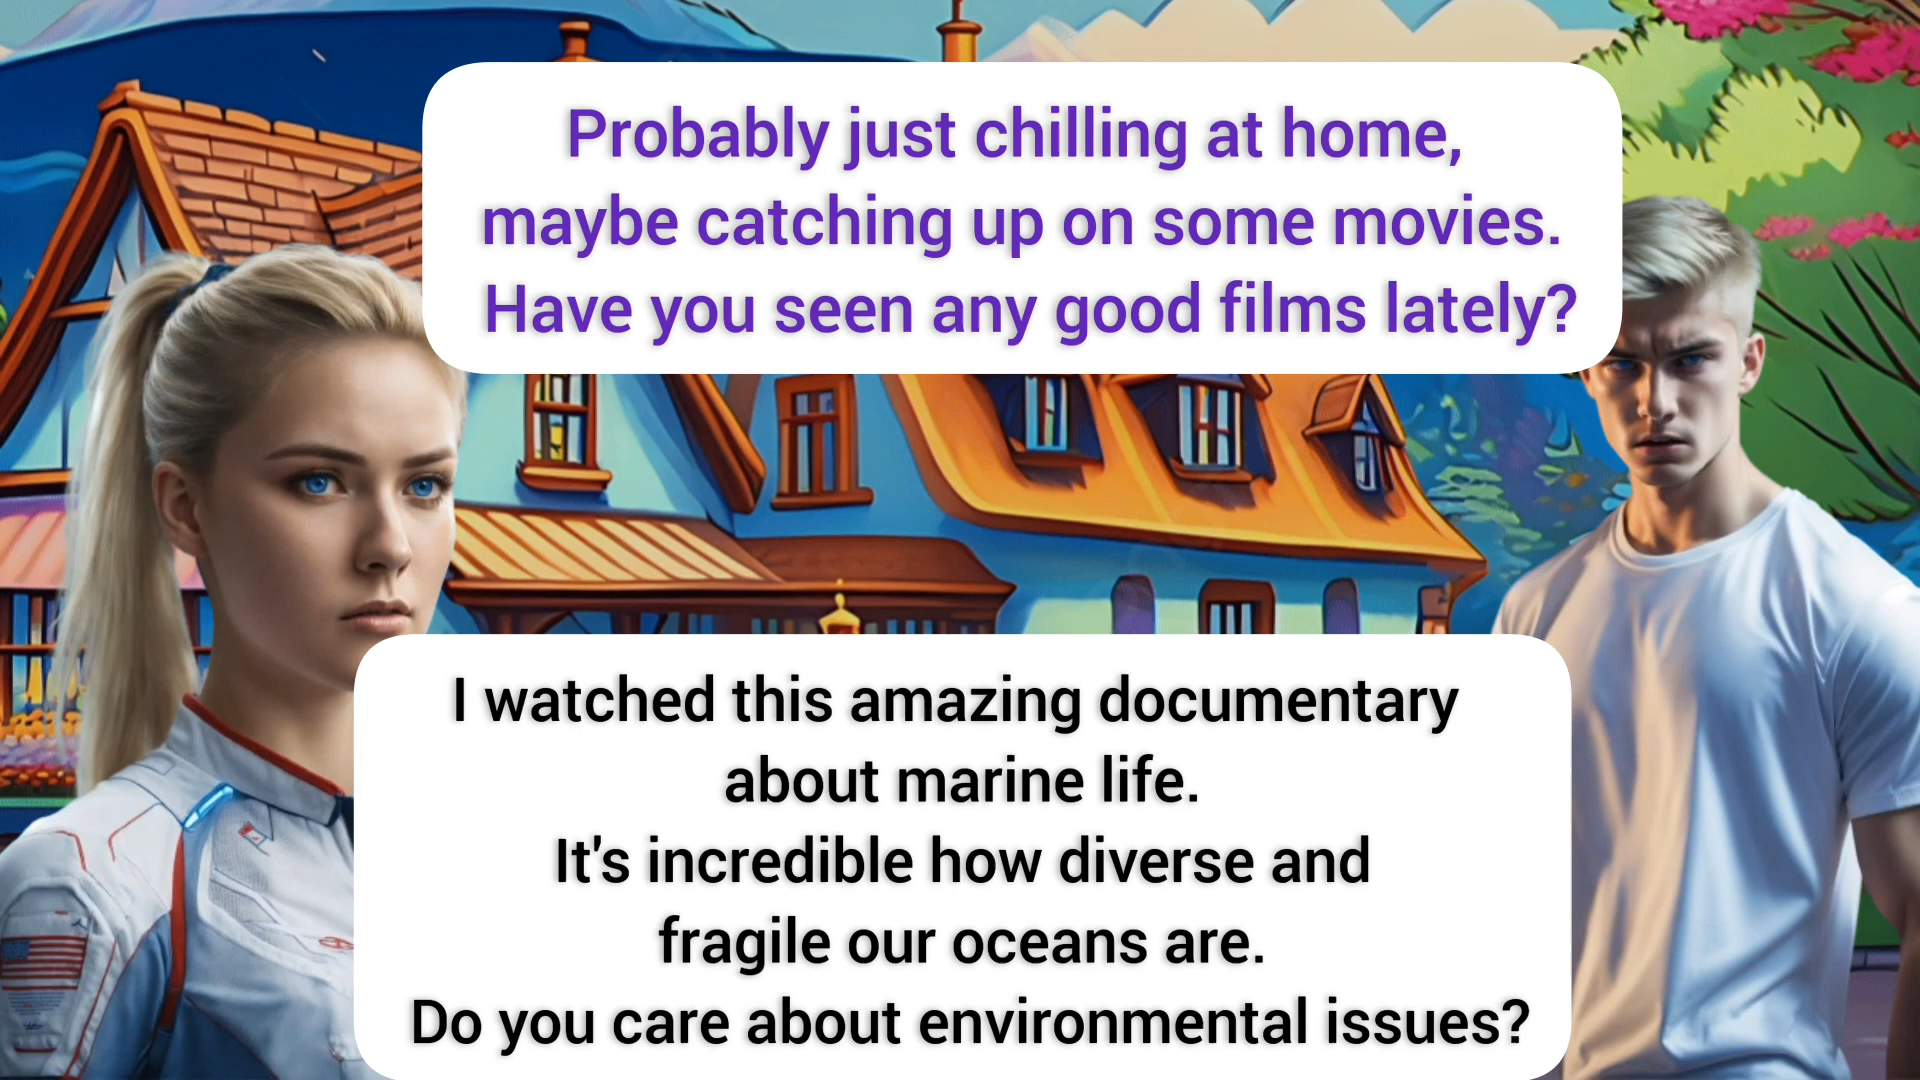 Probably just chilling at home,
maybe catching up on some movies.
Have you seen any good films lately?
I watched this amazing documentary
about marine life.
It's incredible how diverse and
fragile our oceans are.
Do you care about environmental issues?